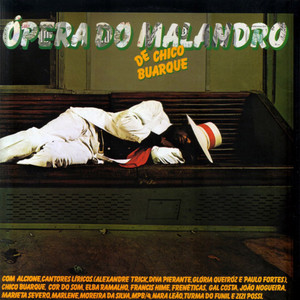 ÓPERA DO MALANDRO
DE CHICO
BUARQUE
COM ALCIONE, CANTORES LÍRICOS (ALEXANDRE TRICK, DIVA PIERANTE, GLÓRIA QUEIROZ E PAULO FORTES),
CHICO BUARQUE, COR DO SOM, ELBA RAMALHO, FRANCIS HIME, FRENÉTICAS, GAL COSTA, JOÃO NOGUEIRA,
MARIETA SEVERO, MARLENE, MOREIRA DA SILVA, MPB/4, NARA LEÃO, TURMA DO FUNIL E ZIZI POSSI.